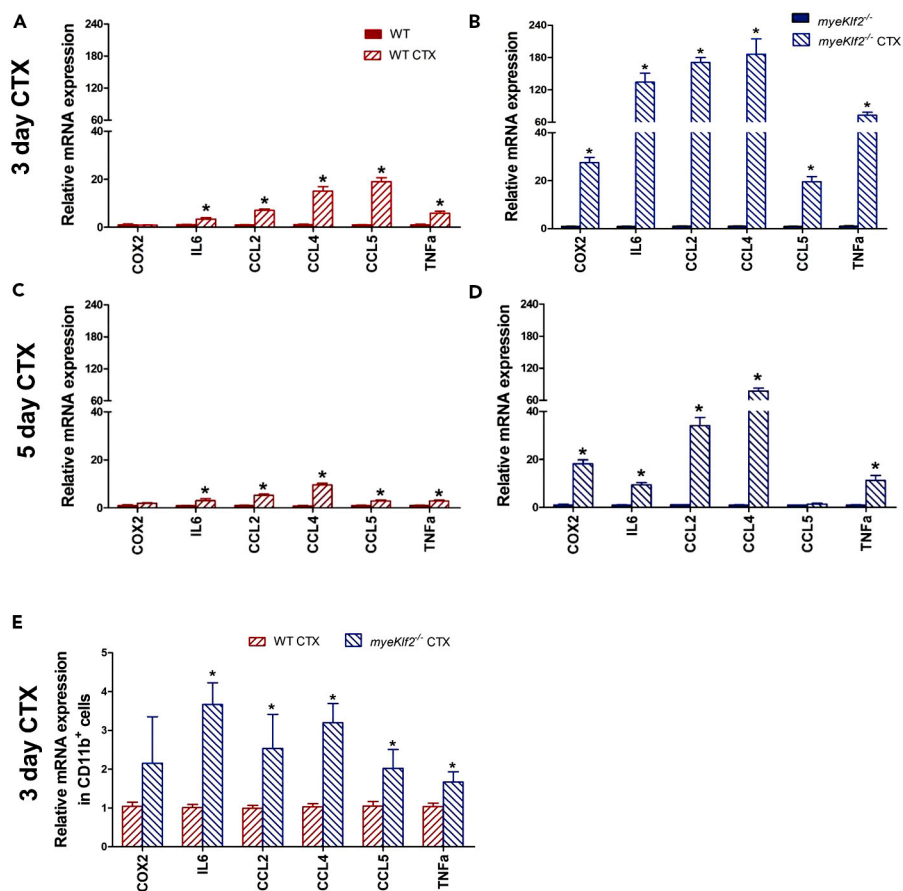 A
3 day CTX
Relative mRNA expression
240
180
120
60
40
20
0
WT
WT CTX
*
*
*
*
*
COX2
IL6
CCL2
CCL4
CCL5
TNFa
B
Relative mRNA expression
240
180
120
60
40
20
0
myeKlf2-/-
myeKlf2-/- CTX
*
*
*
*
*
*
COX2
IL6
CCL2
CCL4
CCL5
TNFa
C
5 day CTX
Relative mRNA expression
240
180
120
60
40
20
0
*
*
*
*
*
COX2
IL6
CCL2
CCL4
CCL5
TNFa
D
Relative mRNA expression
240
180
120
60
40
20
0
*
*
*
*
*
COX2
IL6
CCL2
CCL4
CCL5
TNFa
E
3 day CTX
Relative mRNA expression
in CD11b+ cells
5
4
3
2
1
0
WT CTX
myeKlf2-/- CTX
*
*
*
*
*
COX2
IL6
CCL2
CCL4
CCL5
TNFa